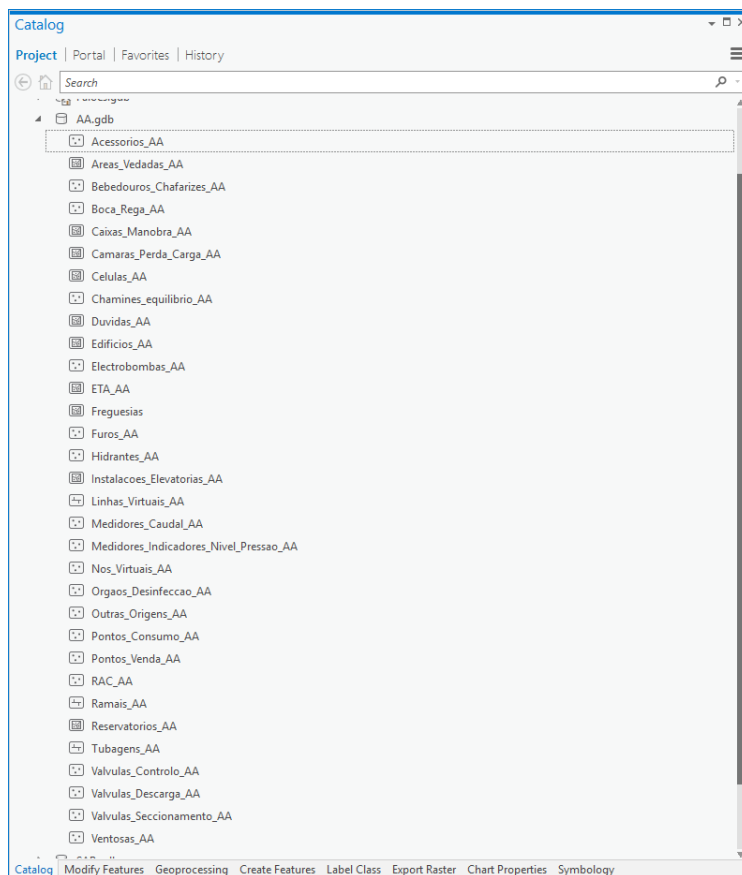 Catalog
Project | Portal | Favorites | History
Search
AA.gdb
Acessorios_AA
Areas_Vedadas_AA
Bebedouros_Chafarizes_AA
Boca_Rega_AA
Caixas_Manobra_AA
Camaras_Perda_Carga_AA
Celulas_AA
Chamines_equilibrio_AA
Duvidas_AA
Edificios_AA
Electrobombas_AA
ETA_AA
Freguesias
Furos_AA
Hidrantes_AA
Instalacoes_Elevatorias_AA
Linhas_Virtuais_AA
Medidores_Caudal_AA
Medidores_Indicadores_Nivel_Pressao_AA
Nos_Virtuais_AA
Orgaos_Desinfeccao_AA
Outras_Origens_AA
Pontos_Consumo_AA
Pontos_Venda_AA
RAC_AA
Ramais_AA
Reservatorios_AA
Tubagens_AA
Valvulas_Controlo_AA
Valvulas_Descarga_AA
Valvulas_Seccionamento_AA
Ventosas_AA
Catalog Modify Features Geoprocessing Create Features Label Class Export Raster Chart Properties Symbology